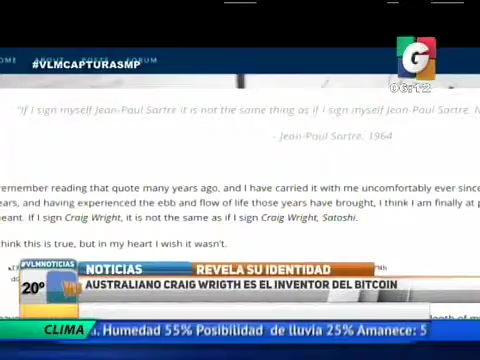 OME ABOUT POSTS FORUM
#VLMCAPTURASMP
G
06:12
"If I sign myself Jean-Paul Sartre it is not the same thing as if I sign myself Jean-Paul Sartre,
- Jean-Paul Sartre, 1964
remember reading that quote many years ago, and I have carried it with me uncomfortably ever since
ears, and having experienced the ebb and flow of life those years have brought, I think I am finally at p
eant. If I sign Craig Wright, it is not the same as if I sign Craig Wright, Satoshi.
think this is true, but in my heart I wish it wasn't.
#VLMNOTICIAS
NOTICIAS REVELA SU IDENTIDAD
20°
AUSTRALIANO CRAIG WRIGTH ES EL INVENTOR DEL BITCOIN
CLIMA a. Humedad 55% Posibilidad de lluvia 25% Amanece: 5